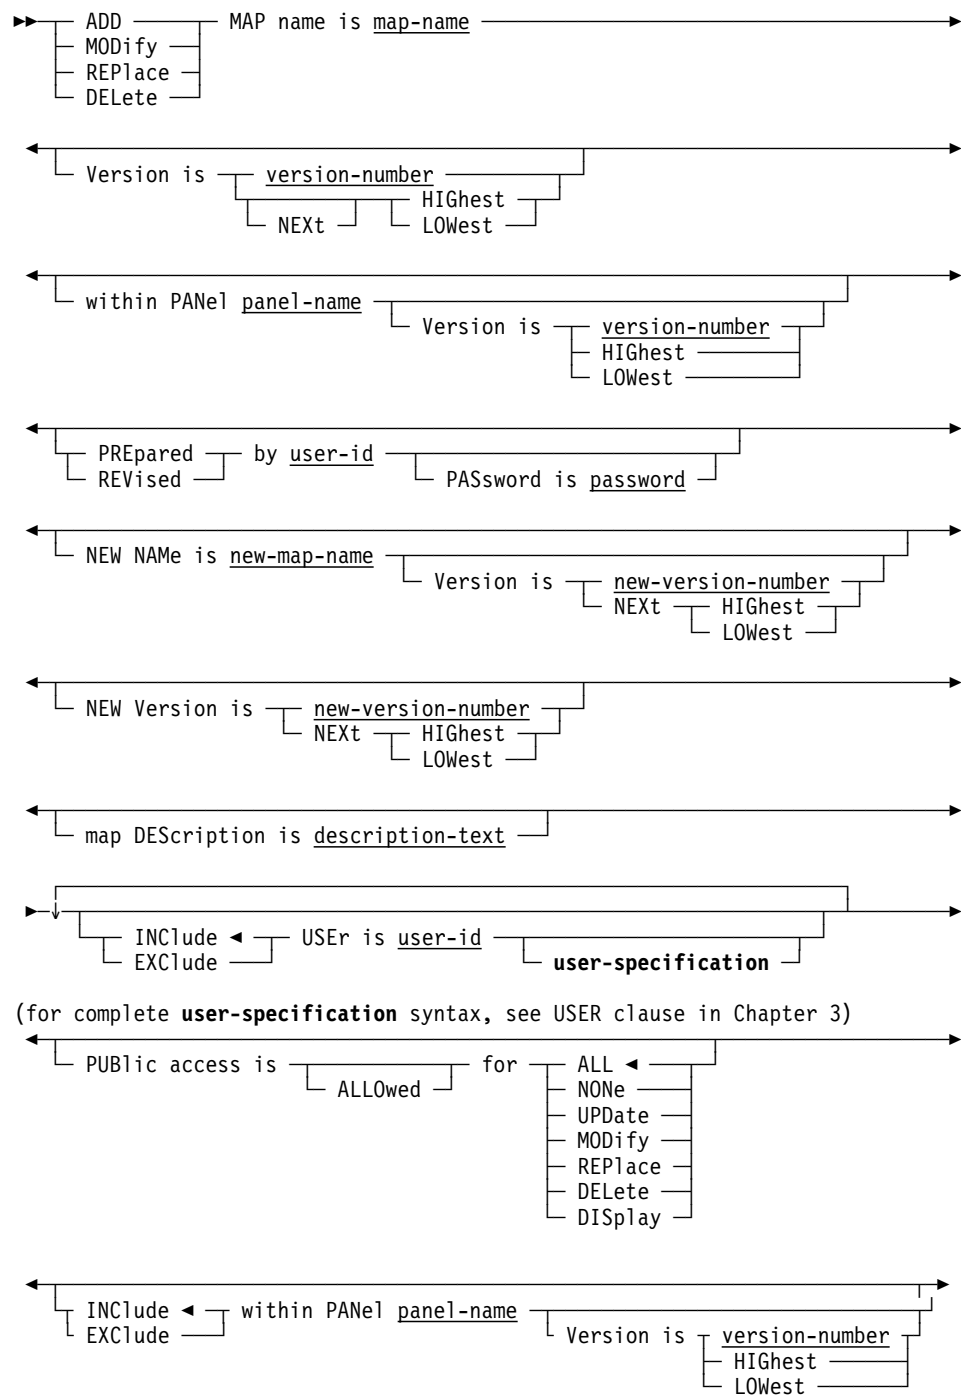 ADD MAP name is map-name
MODify
REPlace
DELete
Version is version-number
HIGhest
NEXt LOWest
within PANel panel-name
Version is version-number
HIGhest
LOWest
PREpared by user-id
REVised PASsword is password
NEW NAMe is new-map-name
Version is new-version-number
NEXt HIGhest
LOWest
NEW Version is new-version-number
NEXt HIGhest
LOWest
map DEScription is description-text
INClude USEr is user-id
EXClude user-specification
(for complete user-specification syntax, see USER clause in Chapter 3)
PUBlic access is for ALL
ALLOwed NONe
UPDate
MODify
REPlace
DELete
DISplay
INClude within PANel panel-name
EXClude Version is version-number
HIGhest
LOWest